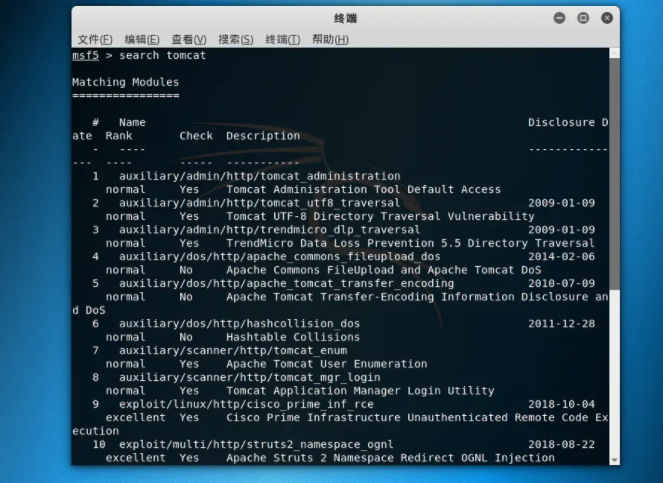 终端
文件(F) 编辑(E) 查看(V) 搜索(S) 终端(T) 帮助(H)
msf5 > search tomcat
Matching Modules
================
# Name Disclosure D
ate Rank Check Description
- ---- ------------
--- ---- ----- -----------
1 auxiliary/admin/http/tomcat_administration
normal Yes Tomcat Administration Tool Default Access
2 auxiliary/admin/http/tomcat_utf8_traversal 2009-01-09
normal Yes Tomcat UTF-8 Directory Traversal Vulnerability
3 auxiliary/admin/http/trendmicro_dlp_traversal 2009-01-09
normal Yes TrendMicro Data Loss Prevention 5.5 Directory Traversal
4 auxiliary/dos/http/apache_commons_fileupload_dos 2014-02-06
normal No Apache Commons FileUpload and Apache Tomcat DoS
5 auxiliary/dos/http/apache_tomcat_transfer_encoding 2010-07-09
normal No Apache Tomcat Transfer-Encoding Information Disclosure an
d DoS
6 auxiliary/dos/http/hashcollision_dos 2011-12-28
normal No Hashtable Collisions
7 auxiliary/scanner/http/tomcat_enum
normal Yes Apache Tomcat User Enumeration
8 auxiliary/scanner/http/tomcat_mgr_login
normal Yes Tomcat Application Manager Login Utility
9 exploit/linux/http/cisco_prime_inf_rce 2018-10-04
excellent Yes Cisco Prime Infrastructure Unauthenticated Remote Code Ex
ecution
10 exploit/multi/http/struts2_namespace_ognl 2018-08-22
excellent Yes Apache Struts 2 Namespace Redirect OGNL Injection